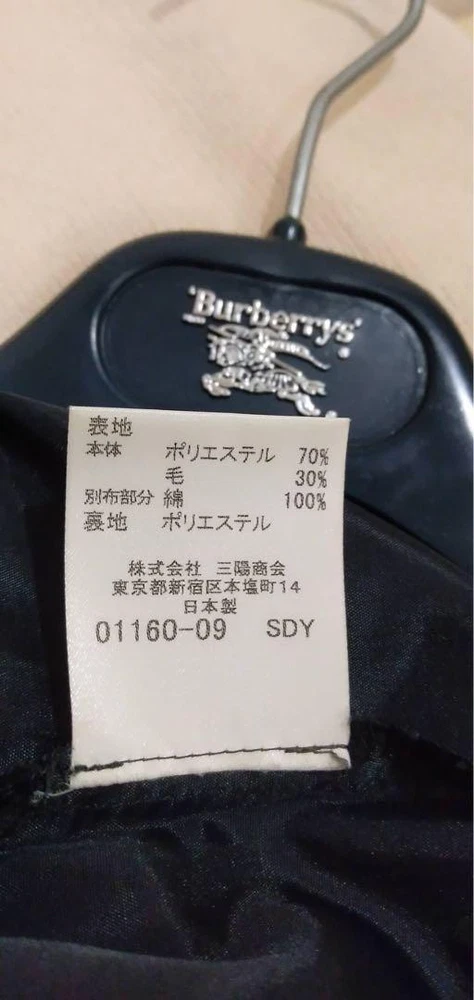 Burberrys
表地
本体 ポリエステル 70%
毛 30%
別布部分 綿 100%
裏地 ポリエステル
株式会社 三陽商会
東京都新宿区本塩町14
日本製
01160-09 SDY